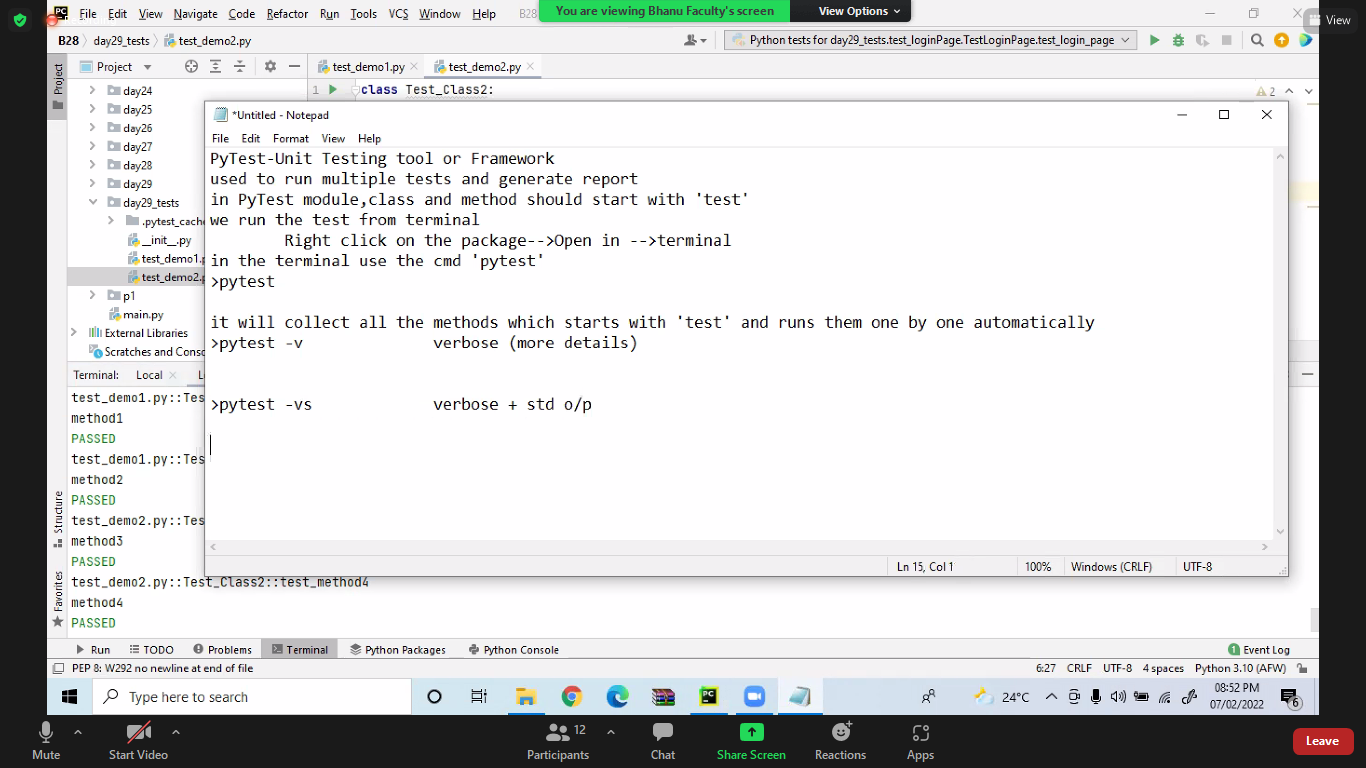 You are viewing Bhanu Faculty's screen
View Options
View
File Edit View Navigate Code Refactor Run Tools VCS Window Help B28
B28 day29_tests test_demo2.py
Python tests for day29_tests.test_loginPage.TestLoginPage.test_login_page
Project
Project
test_demo1.py
test_demo2.py
1 class Test_Class2:
2
day24
day25
day26
day27
day28
day29
day29_tests
.pytest_cache
__init__.py
test_demo1.
test_demo2.p
p1
main.py
External Libraries
Scratches and Conso
*Untitled - Notepad
File Edit Format View Help
PyTest-Unit Testing tool or Framework
used to run multiple tests and generate report
in PyTest module,class and method should start with 'test'
we run the test from terminal
Right click on the package-->Open in -->terminal
in the terminal use the cmd 'pytest'
>pytest
it will collect all the methods which starts with 'test' and runs them one by one automatically
>pytest -v verbose (more details)
>pytest -vs verbose + std o/p
Ln 15, Col 1 100% Windows (CRLF) UTF-8
Terminal: Local
test_demo1.py::Tes
method1
PASSED
test_demo1.py::Tes
method2
PASSED
test_demo2.py::Tes
method3
PASSED
test_demo2.py::Test_Class2::test_method4
method4
PASSED
Structure
Favorites
Run TODO Problems Terminal Python Packages Python Console 1 Event Log
PEP 8: W292 no newline at end of file 6:27 CRLF UTF-8 4 spaces Python 3.10 (AFW)
Type here to search
24°C
08:52 PM
07/02/2022
6
12
Mute Start Video Participants Chat Share Screen Reactions Apps Leave